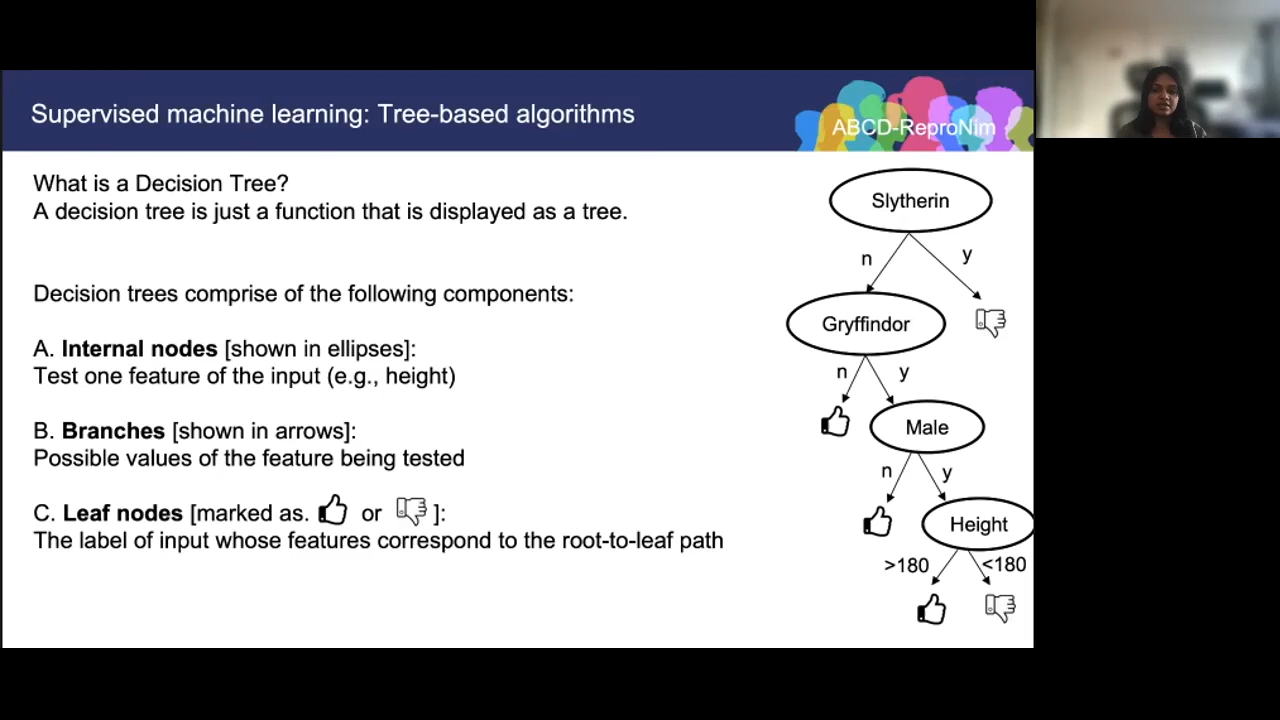 Supervised machine learning: Tree-based algorithms
ABCD-ReproNim
What is a Decision Tree?
A decision tree is just a function that is displayed as a tree.
Decision trees comprise of the following components:
A. Internal nodes [shown in ellipses]:
Test one feature of the input (e.g., height)
B. Branches [shown in arrows]:
Possible values of the feature being tested
C. Leaf nodes [marked as. or ]:
The label of input whose features correspond to the root-to-leaf path
Slytherin
n y
Gryffindor
n y
Male
n y
Height
>180 <180